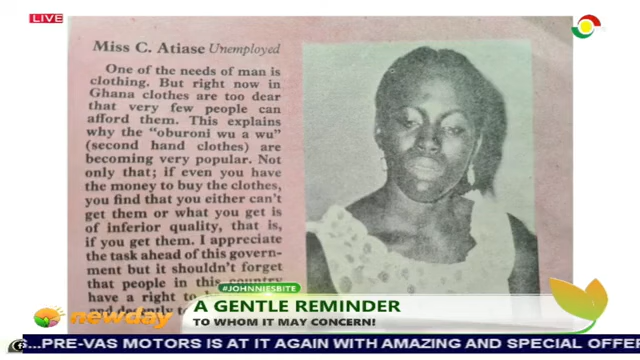 LIVE
Miss C. Atiase Unemployed
One of the needs of man is
clothing. But right now in
Ghana clothes are too dear
that very few people can
afford them. This explains
why the "oburoni wu a wu"
(second hand clothes) are
becoming very popular. Not
only that; if even you have
the money to buy the clothes,
you find that you either can't
get them or what you get is
of inferior quality, that is,
if you get them. I appreciate
the task ahead of this govern-
ment but it shouldn't forget
that people in this country
have a right to
#JOHNNIESBITE
A GENTLE REMINDER
newday
TO WHOM IT MAY CONCERN!
...PRE-VAS MOTORS IS AT IT AGAIN WITH AMAZING AND SPECIAL OFFE